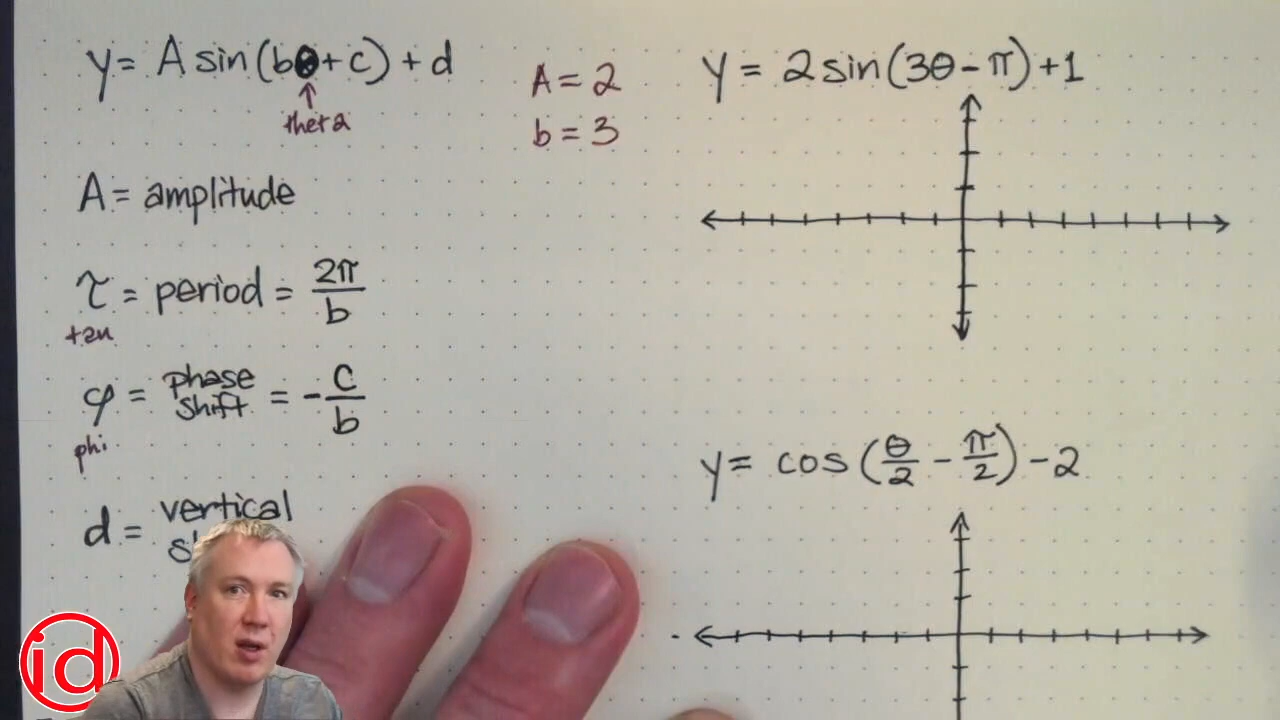 y = A sin(bθ + c) + d
theta
A = amplitude
τ = period = 2π/b
tau
φ = phase shift = -c/b
phi
d = vertical
A = 2
b = 3
y = 2 sin(3θ - π) + 1
y = cos(θ/2 - π/2) - 2
id